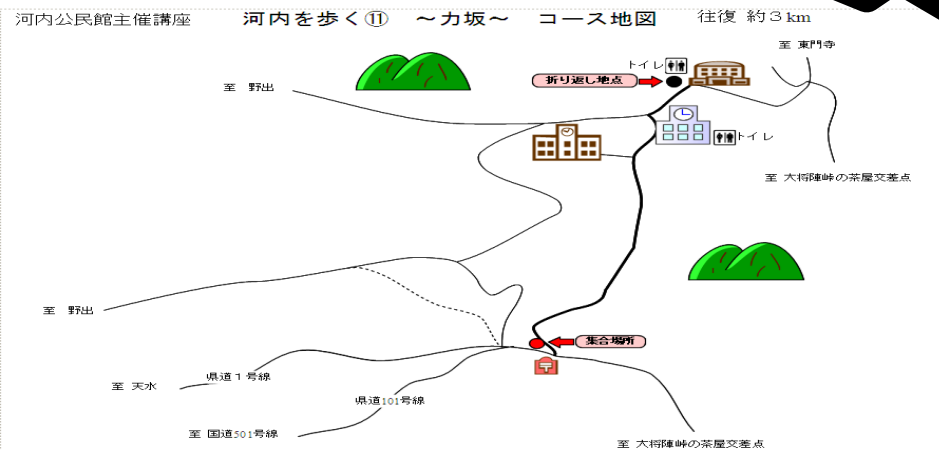 河内公民館主催講座 河内を歩く⑪ ~力坂~ コース地図 往復 約3km
至 東門寺
トイレ
折り返し地点
至 野出
トイレ
至 大将陣峠の茶屋交差点
至 野出
集合場所
県道1号線
至 天水
県道101号線
至 国道501号線
至 大将陣峠の茶屋交差点